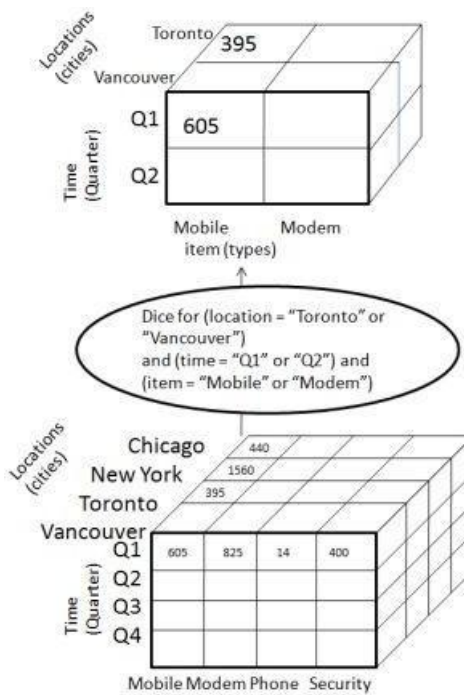 Locations
(cities)
Toronto
395
Vancouver
Time
(Quarter)
Q1
605
Q2
Mobile Modem
item (types)
Dice for (location = “Toronto” or
“Vancouver”)
and (time = “Q1” or “Q2”) and
(item = “Mobile” or “Modem”)
Locations
(cities)
Chicago
440
New York
1560
Toronto
395
Vancouver
Time
(Quarter)
Q1 605 825 14 400
Q2
Q3
Q4
Mobile Modem Phone Security